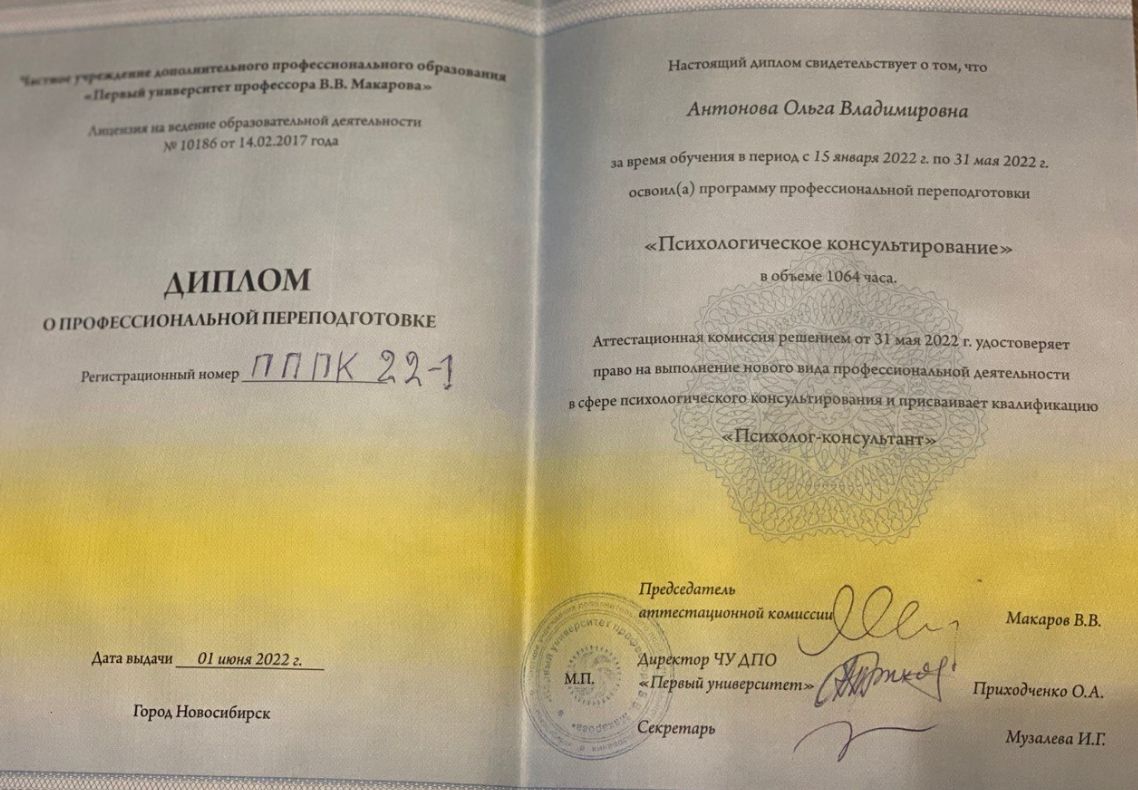 Частное учреждение дополнительного профессионального образования
«Первый университет профессора В.В. Макарова»
Лицензия на ведение образовательной деятельности
№ 10186 от 14.02.2017 года
ДИПЛОМ
О ПРОФЕССИОНАЛЬНОЙ ПЕРЕПОДГОТОВКЕ
Регистрационный номер ПППК 22-1
Дата выдачи 01 июня 2022 г.
Город Новосибирск
Настоящий диплом свидетельствует о том, что
Антонова Ольга Владимировна
за время обучения в период с 15 января 2022 г. по 31 мая 2022 г.
освоил(а) программу профессиональной переподготовки
«Психологическое консультирование»
в объеме 1064 часа.
Аттестационная комиссия решением от 31 мая 2022 г. удостоверяет
право на выполнение нового вида профессиональной деятельности
в сфере психологического консультирования и присваивает квалификацию
«Психолог-консультант»
Председатель
аттестационной комиссии Макаров В.В.
Директор ЧУ ДПО
«Первый университет» Приходченко О.А.
М.П.
Секретарь Музалева И.Г.